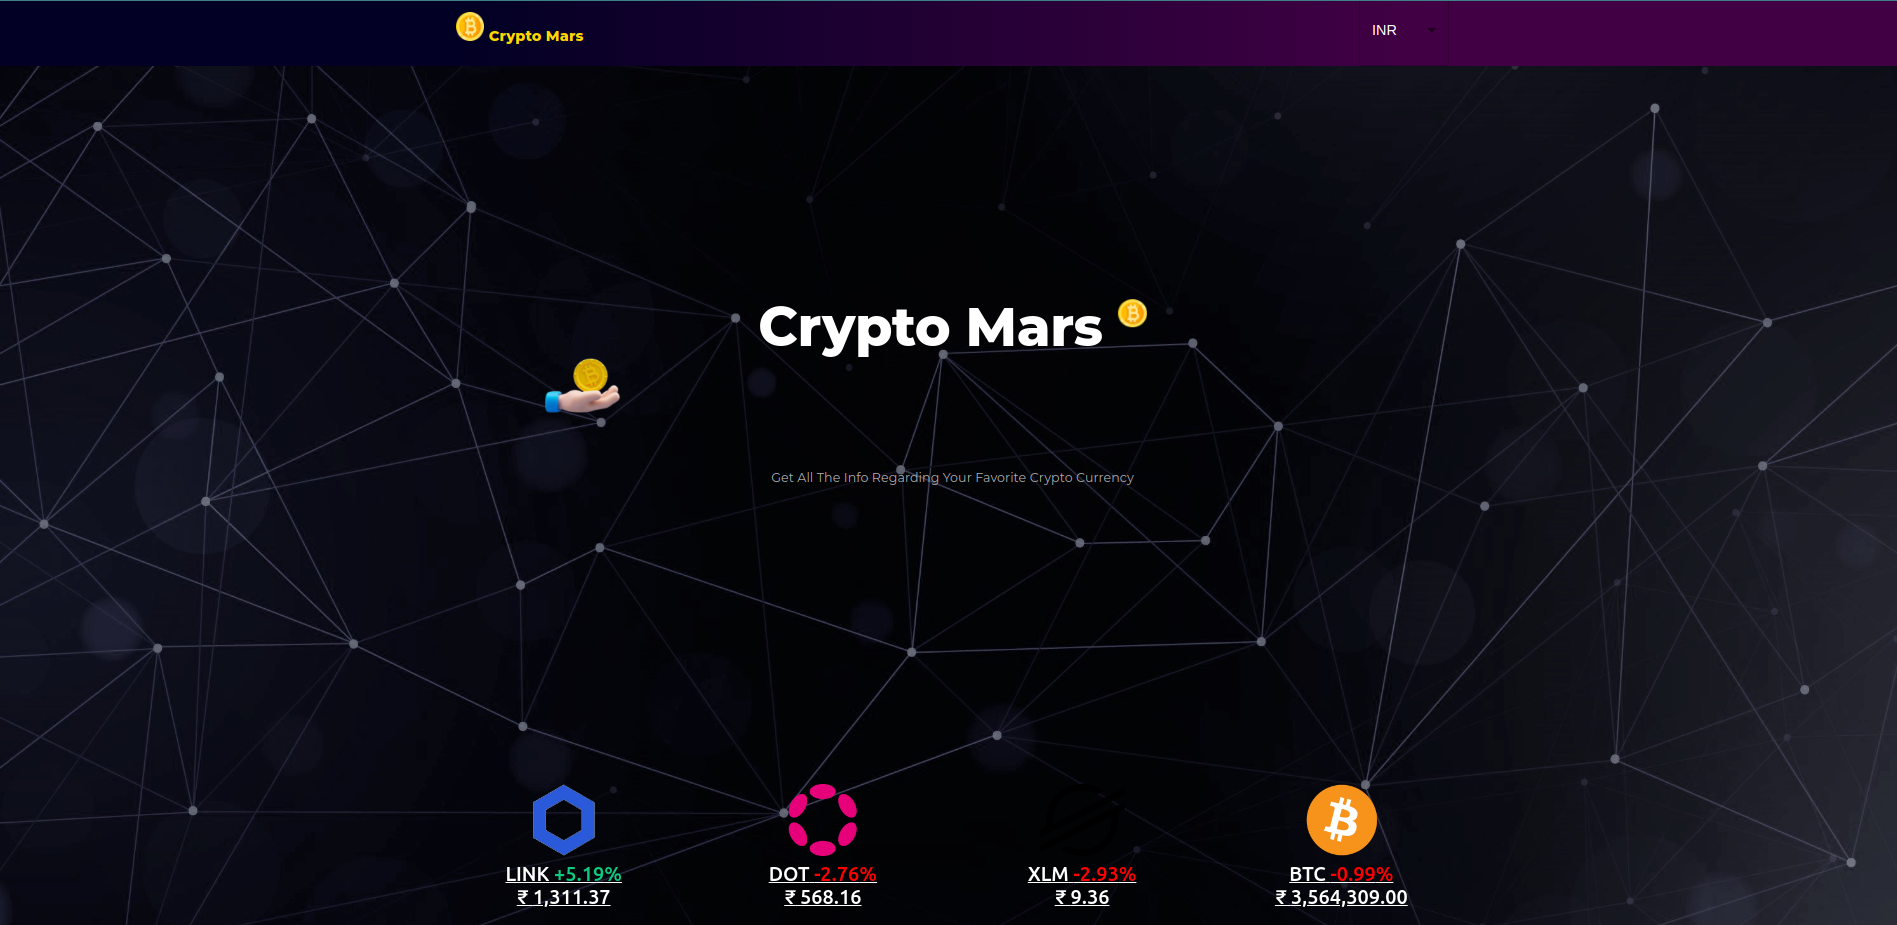 Crypto Mars
INR
Crypto Mars
Get All The Info Regarding Your Favorite Crypto Currency
LINK +5.19%
₹ 1,311.37
DOT -2.76%
₹ 568.16
XLM -2.93%
₹ 9.36
BTC -0.99%
₹ 3,564,309.00